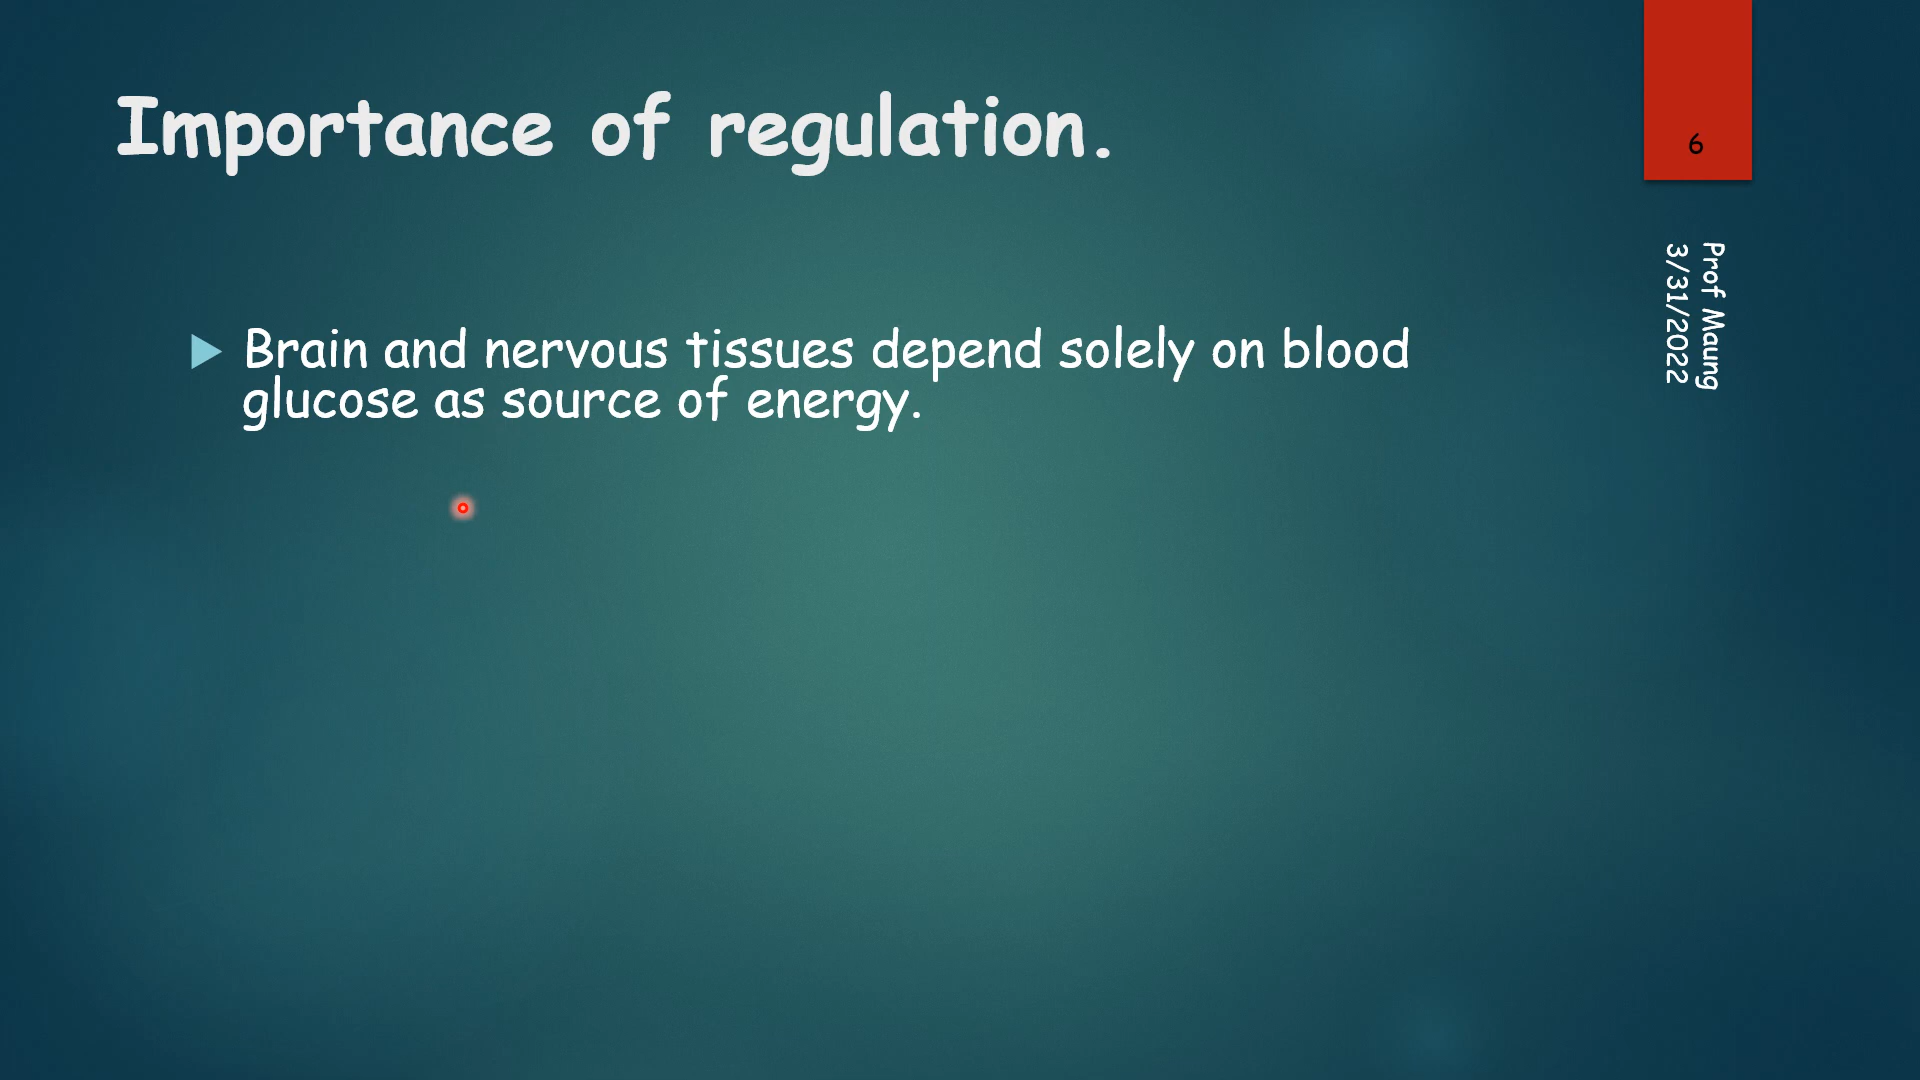 Importance of regulation.
6
Prof Maung
3/31/2022
Brain and nervous tissues depend solely on blood
glucose as source of energy.